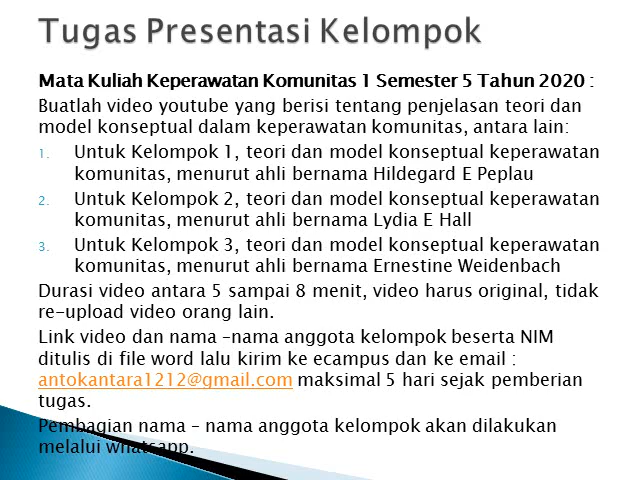 Tugas Presentasi Kelompok
Mata Kuliah Keperawatan Komunitas 1 Semester 5 Tahun 2020 :
Buatlah video youtube yang berisi tentang penjelasan teori dan
model konseptual dalam keperawatan komunitas, antara lain:
1. Untuk Kelompok 1, teori dan model konseptual keperawatan
komunitas, menurut ahli bernama Hildegard E Peplau
2. Untuk Kelompok 2, teori dan model konseptual keperawatan
komunitas, menurut ahli bernama Lydia E Hall
3. Untuk Kelompok 3, teori dan model konseptual keperawatan
komunitas, menurut ahli bernama Ernestine Weidenbach
Durasi video antara 5 sampai 8 menit, video harus original, tidak
re-upload video orang lain.
Link video dan nama –nama anggota kelompok beserta NIM
ditulis di file word lalu kirim ke ecampus dan ke email :
antokantara1212@gmail.com maksimal 5 hari sejak pemberian
tugas.
Pembagian nama – nama anggota kelompok akan dilakukan
melalui whatsapp.